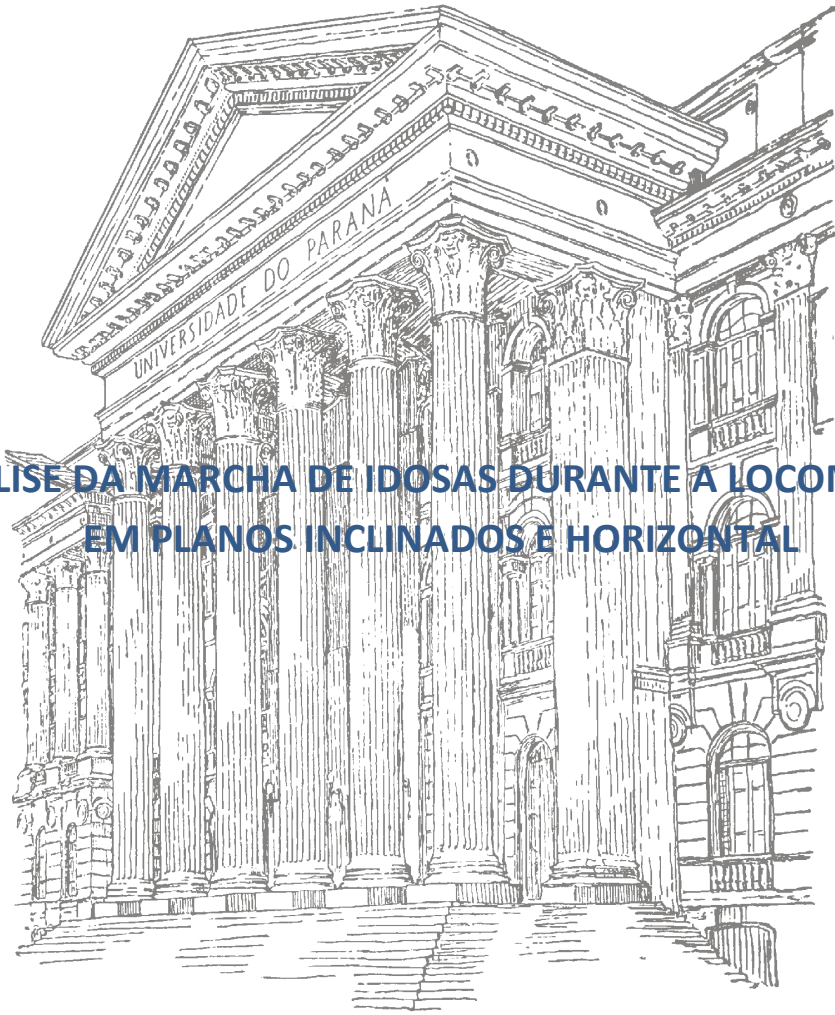 UNIVERSIDADE DO PARANÁ
LISE DA MARCHA DE IDOSAS DURANTE A LOCOM
EM PLANOS INCLINADOS E HORIZONTAL